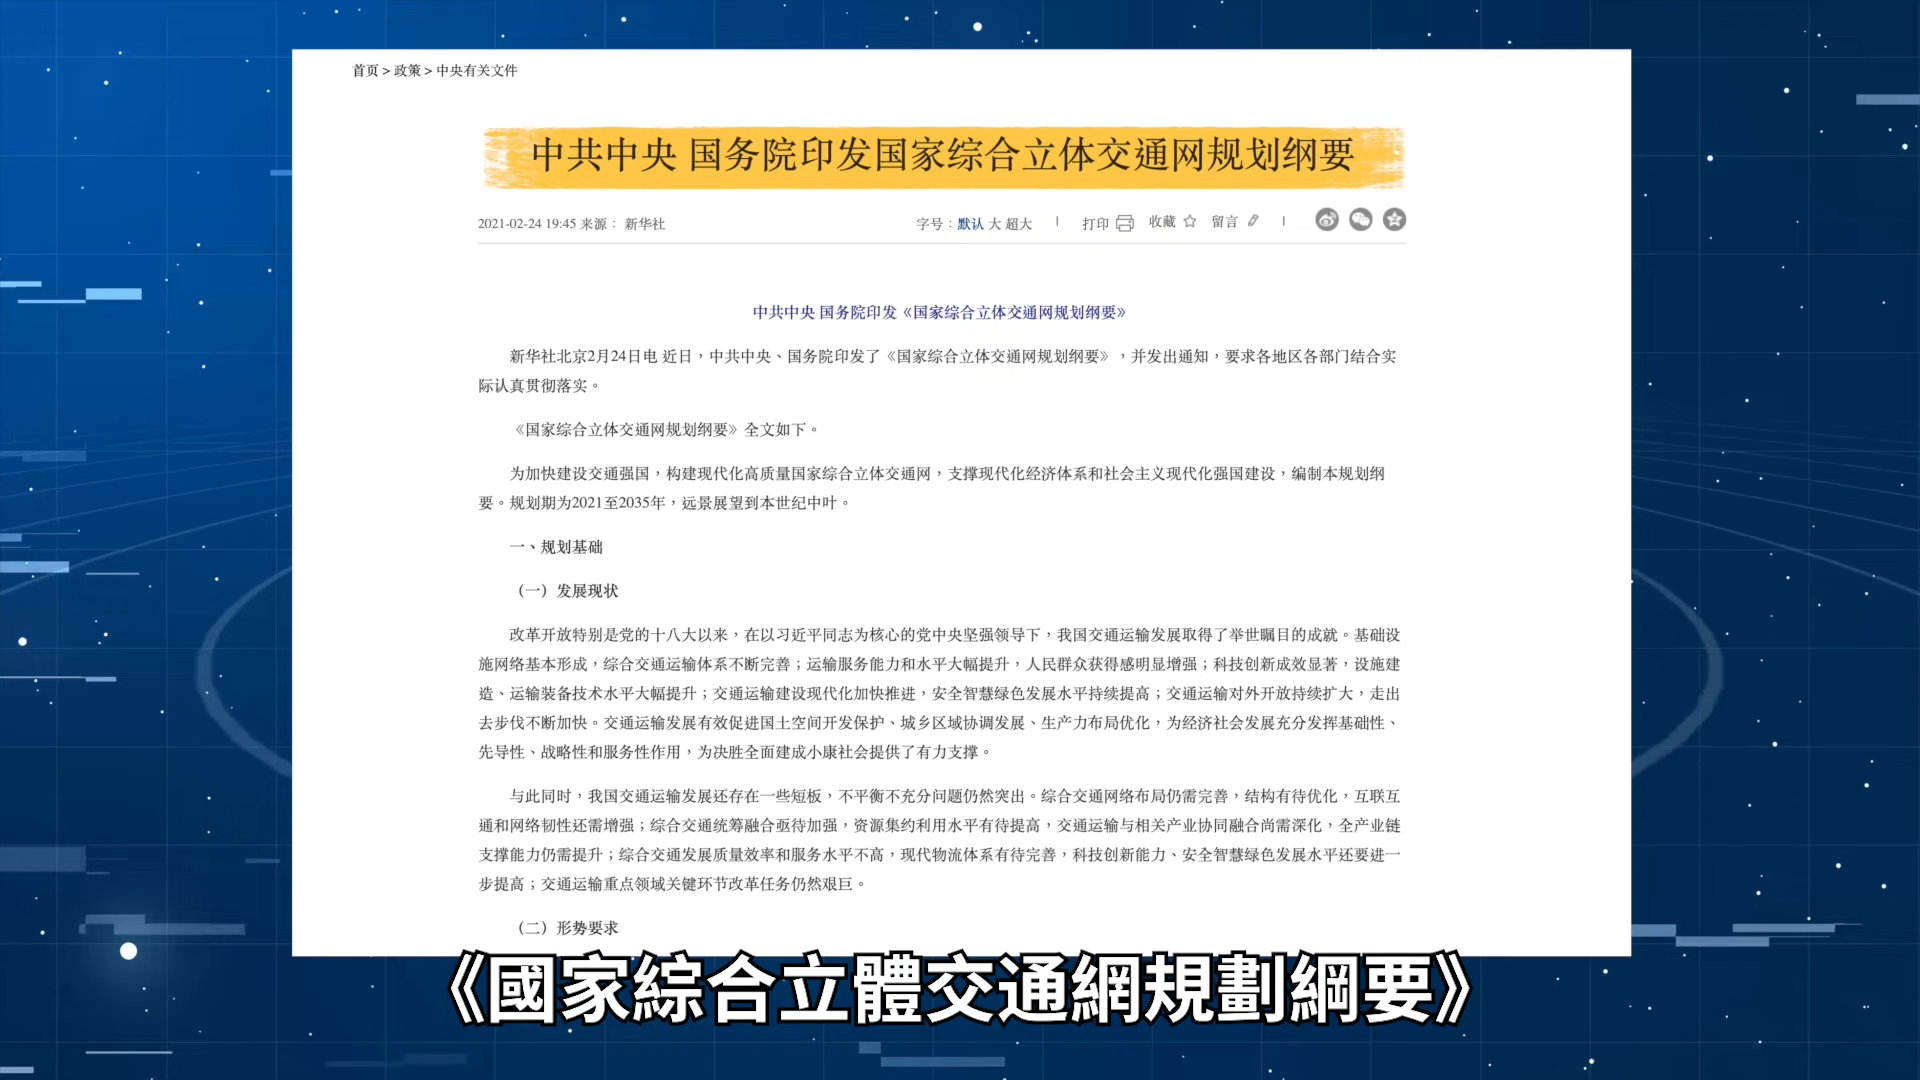 首页 > 政策 > 中央有关文件
中共中央 国务院印发国家综合立体交通网规划纲要
2021-02-24 19:45 来源： 新华社 字号：默认 大 超大 | 打印 收藏 留言 |
中共中央 国务院印发《国家综合立体交通网规划纲要》
新华社北京2月24日电 近日，中共中央、国务院印发了《国家综合立体交通网规划纲要》，并发出通知，要求各地区各部门结合实
际认真贯彻落实。
《国家综合立体交通网规划纲要》全文如下。
为加快建设交通强国，构建现代化高质量国家综合立体交通网，支撑现代化经济体系和社会主义现代化强国建设，编制本规划纲
要。规划期为2021至2035年，远景展望到本世纪中叶。
一、规划基础
（一）发展现状
改革开放特别是党的十八大以来，在以习近平同志为核心的党中央坚强领导下，我国交通运输发展取得了举世瞩目的成就。基础设
施网络基本形成，综合交通运输体系不断完善；运输服务能力和水平大幅提升，人民群众获得感明显增强；科技创新成效显著，设施建
造、运输装备技术水平大幅提升；交通运输建设现代化加快推进，安全智慧绿色发展水平持续提高；交通运输对外开放持续扩大，走出
去步伐不断加快。交通运输发展有效促进国土空间开发保护、城乡区域协调发展、生产力布局优化，为经济社会发展充分发挥基础性、
先导性、战略性和服务性作用，为决胜全面建成小康社会提供了有力支撑。
与此同时，我国交通运输发展还存在一些短板，不平衡不充分问题仍然突出。综合交通网络布局仍需完善，结构有待优化，互联互
通和网络韧性还需增强；综合交通统筹融合亟待加强，资源集约利用水平有待提高，交通运输与相关产业协同融合尚需深化，全产业链
支撑能力仍需提升；综合交通发展质量效率和服务水平不高，现代物流体系有待完善，科技创新能力、安全智慧绿色发展水平还要进一
步提高；交通运输重点领域关键环节改革任务仍然艰巨。
（二）形势要求
《國家綜合立體交通網規劃綱要》